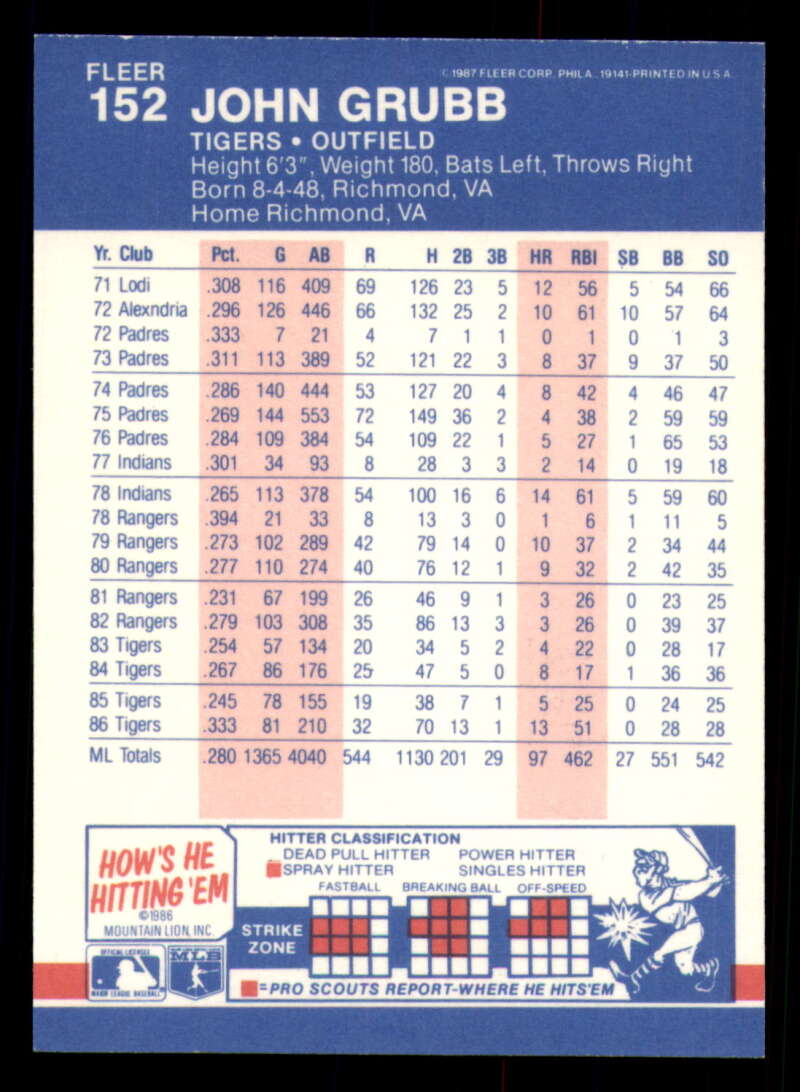 FLEER
© 1987 FLEER CORP. PHILA., 19141-PRINTED IN U S A
152 JOHN GRUBB
TIGERS • OUTFIELD
Height 6'3", Weight 180, Bats Left, Throws Right
Born 8-4-48, Richmond, VA
Home Richmond, VA
Yr. Club Pct. G AB R H 2B 3B HR RBI SB BB SO
71 Lodi .308 116 409 69 126 23 5 12 56 5 54 66
72 Alexndria .296 126 446 66 132 25 2 10 61 10 57 64
72 Padres .333 7 21 4 7 1 1 0 1 0 1 3
73 Padres .311 113 389 52 121 22 3 8 37 9 37 50
74 Padres .286 140 444 53 127 20 4 8 42 4 46 47
75 Padres .269 144 553 72 149 36 2 4 38 2 59 59
76 Padres .284 109 384 54 109 22 1 5 27 1 65 53
77 Indians .301 34 93 8 28 3 3 2 14 0 19 18
78 Indians .265 113 378 54 100 16 6 14 61 5 59 60
78 Rangers .394 21 33 8 13 3 0 1 6 1 11 5
79 Rangers .273 102 289 42 79 14 0 10 37 2 34 44
80 Rangers .277 110 274 40 76 12 1 9 32 2 42 35
81 Rangers .231 67 199 26 46 9 1 3 26 0 23 25
82 Rangers .279 103 308 35 86 13 3 3 26 0 39 37
83 Tigers .254 57 134 20 34 5 2 4 22 0 28 17
84 Tigers .267 86 176 25 47 5 0 8 17 1 36 36
85 Tigers .245 78 155 19 38 7 1 5 25 0 24 25
86 Tigers .333 81 210 32 70 13 1 13 51 0 28 28
ML Totals .280 1365 4040 544 1130 201 29 97 462 27 551 542
HOW'S HE
HITTING 'EM
©1986
MOUNTAIN LION, INC.
HITTER CLASSIFICATION
DEAD PULL HITTER POWER HITTER
SPRAY HITTER SINGLES HITTER
FASTBALL BREAKING BALL OFF-SPEED
STRIKE
ZONE
=PRO SCOUTS REPORT-WHERE HE HITS'EM
OFFICIAL LICENSEE
MAJOR LEAGUE BASEBALL
MLB